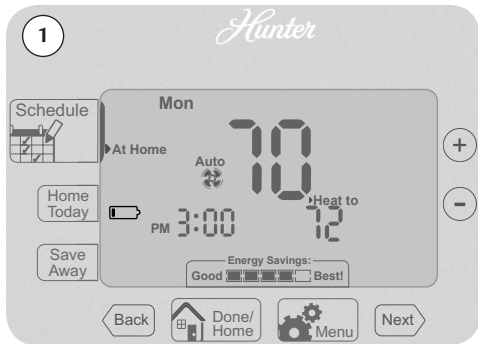 1
Hunter
Schedule
Mon
At Home
Auto
70
Heat to
72
PM 3:00
Home
Today
Save
Away
+
-
Energy Savings:
Good Best!
Back
Done/
Home
Menu
Next